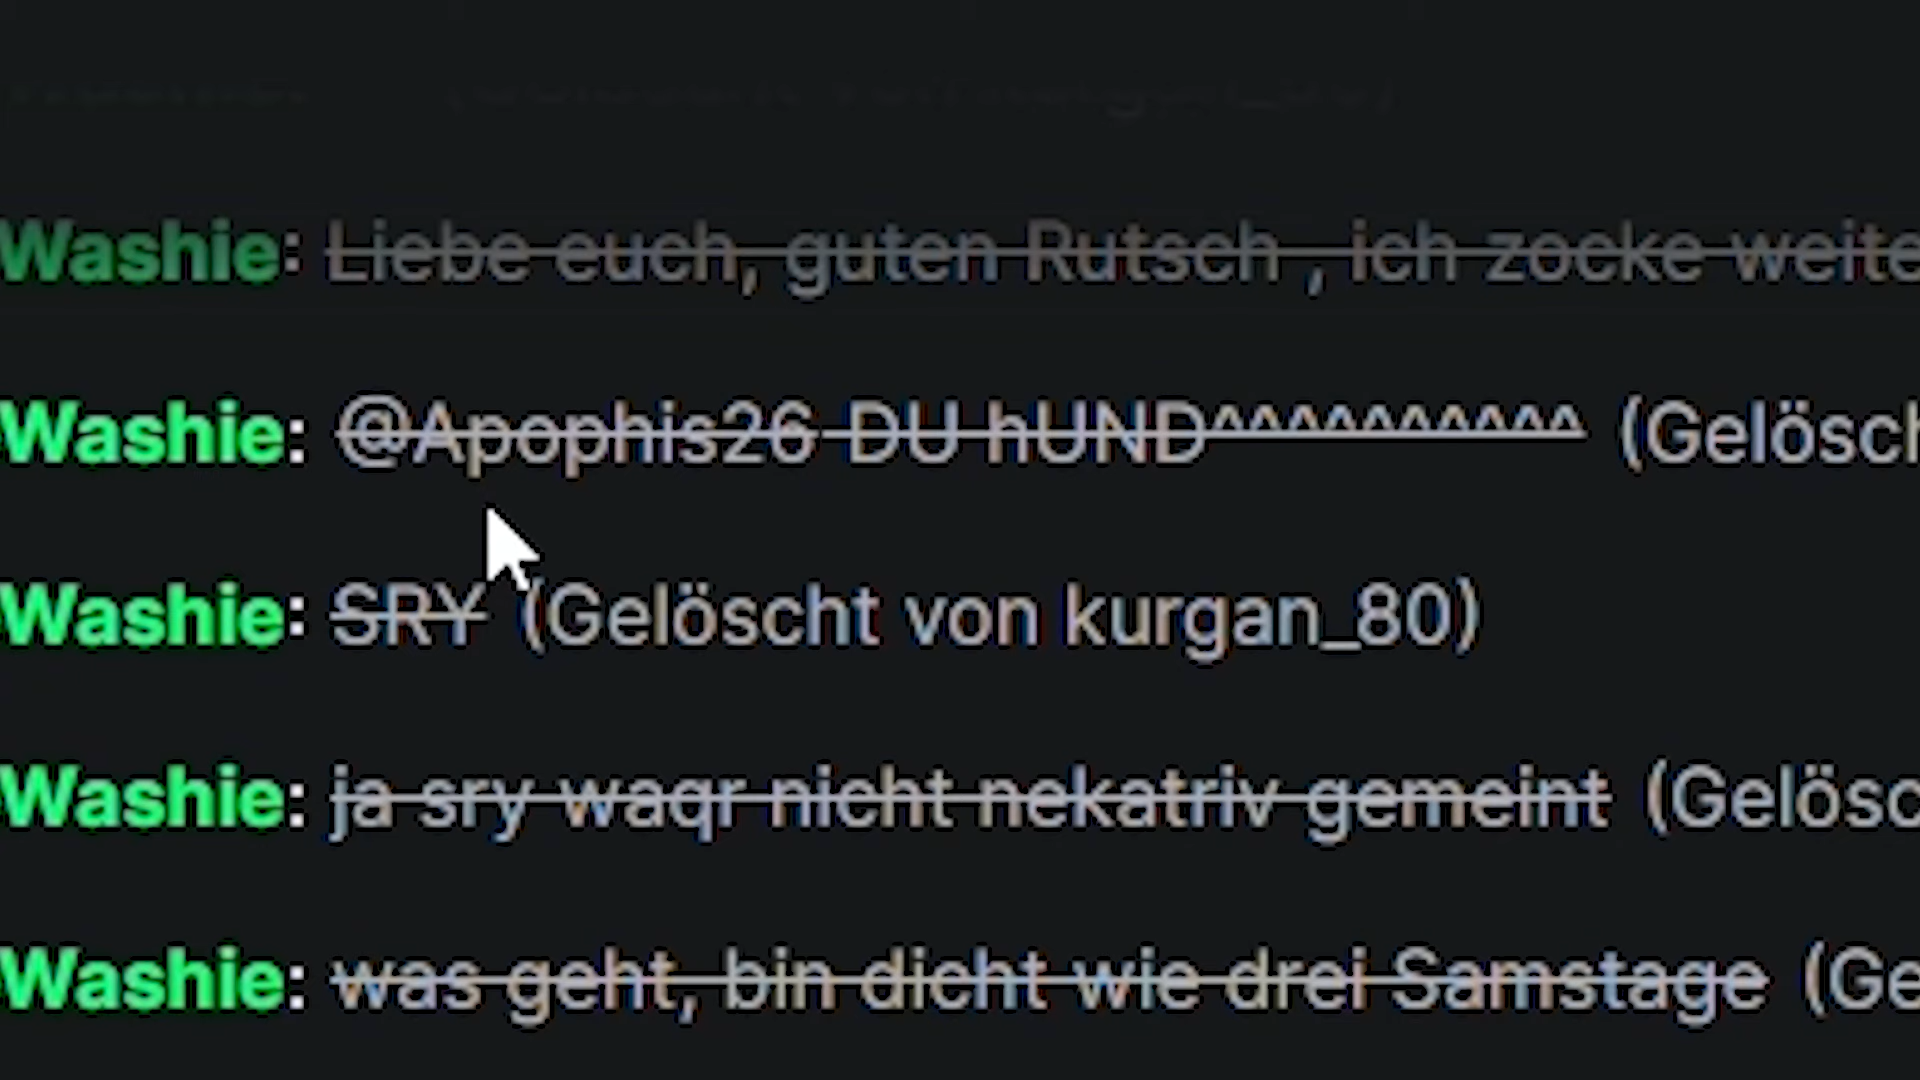 Washie: Liebe euch, guten Rutsch , ich zocke weite
Washie: @Apophis26 DU hUND^^^^^^^^^^ (Gelösch
Washie: SRY (Gelöscht von kurgan_80)
Washie: ja sry waqr nicht nekatriv gemeint (Gelösc
Washie: was geht, bin dicht wie drei Samstage (Ge